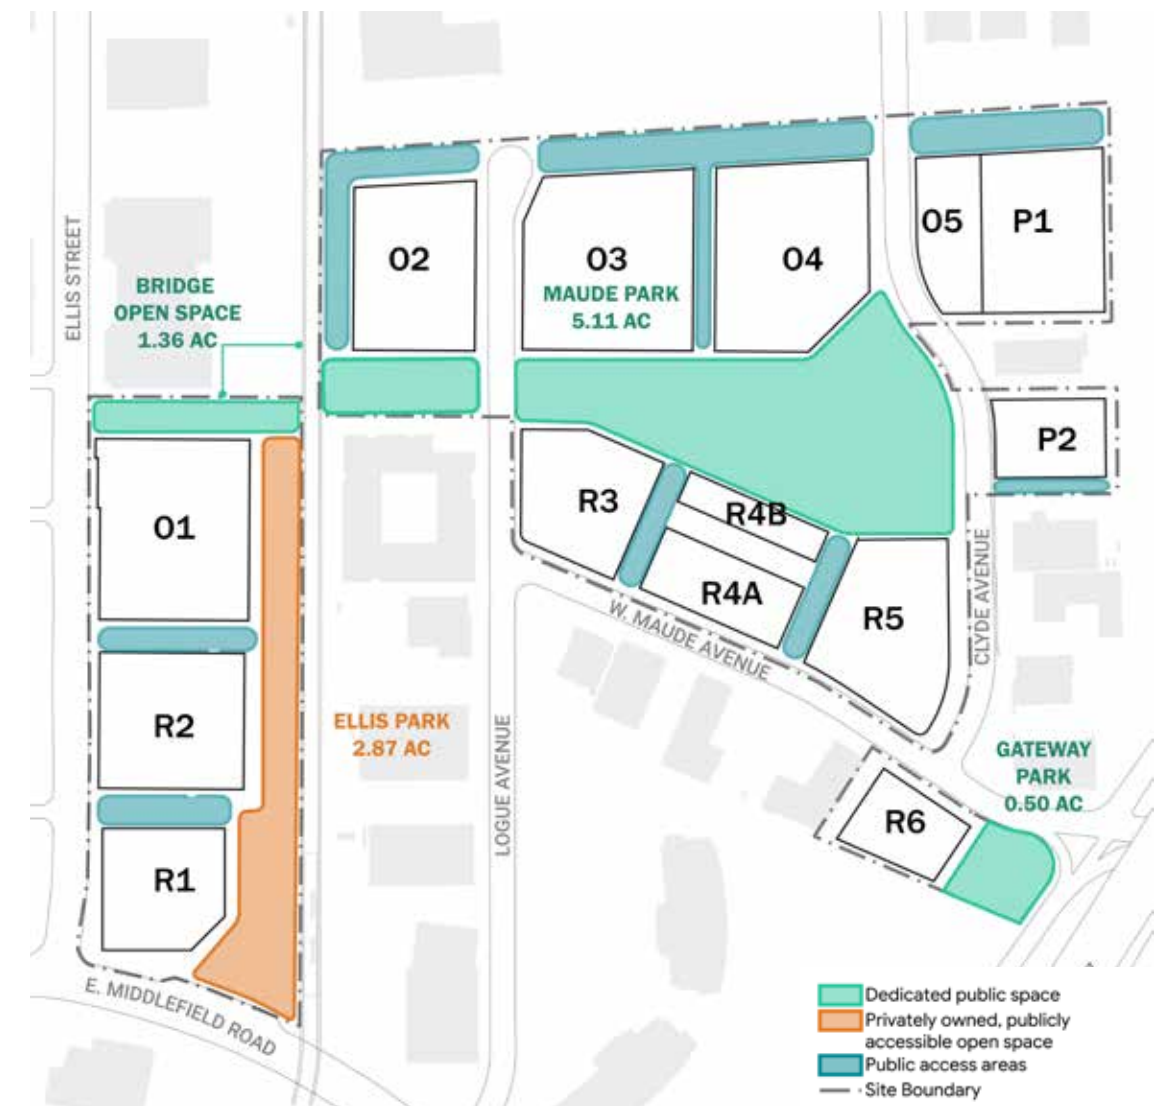 O2
O3
O4
O5
P1
MAUDE PARK
5.11 AC
ELLIS STREET
BRIDGE
OPEN SPACE
1.36 AC
P2
O1
R3
R4B
R4A
R5
W. MAUDE AVENUE
CLYDE AVENUE
R2
ELLIS PARK
2.87 AC
LOGUE AVENUE
GATEWAY
PARK
0.50 AC
R6
R1
E. MIDDLEFIELD ROAD
Dedicated public space
Privately owned, publicly
accessible open space
Public access areas
Site Boundary